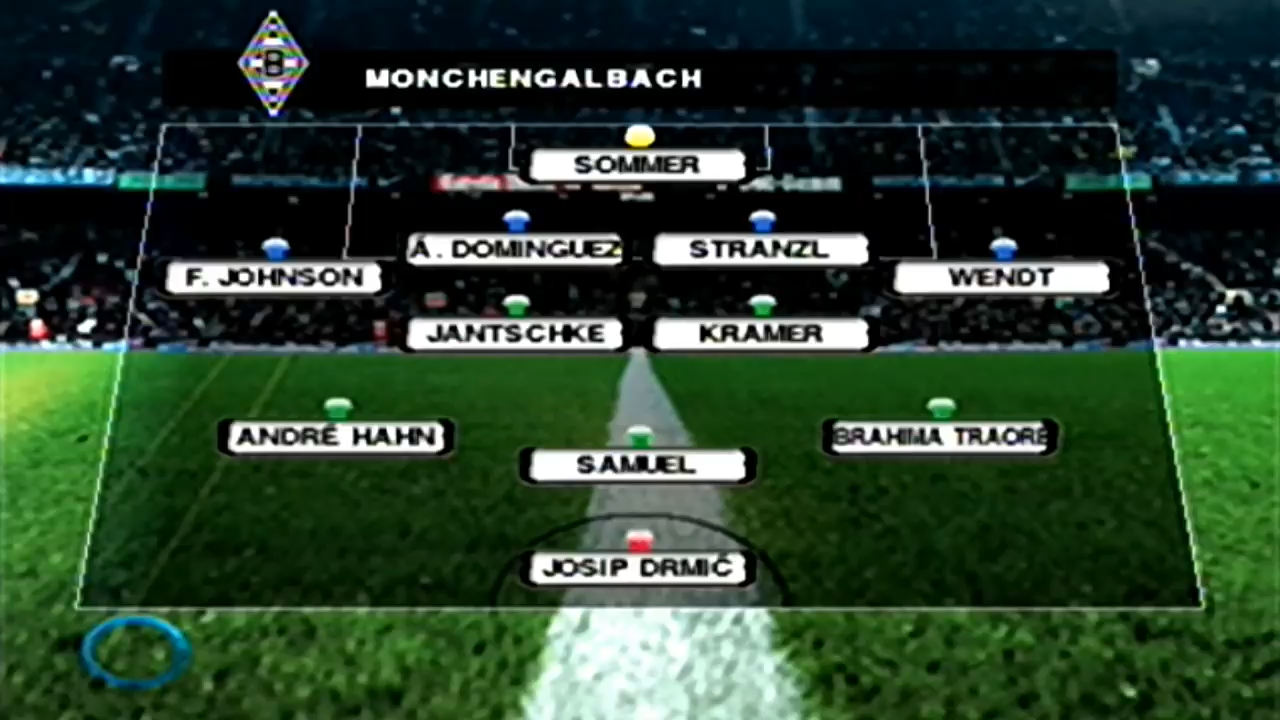 B
MONCHENGALBACH
SOMMER
Á. DOMINGUEZ
STRANZL
F. JOHNSON
WENDT
JANTSCHKE
KRAMER
ANDRÉ HAHN
BRAHIMA TRAORE
SAMUEL
JOSIP DRMIĆ